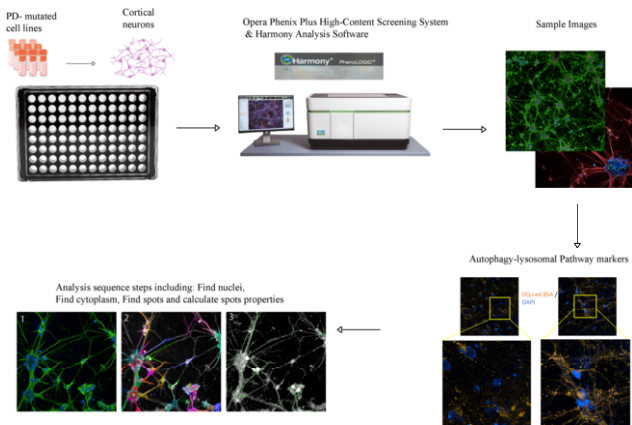 PD- mutated
cell lines
Cortical
neurons
Opera Phenix Plus High-Content Screening System
& Harmony Analysis Software
Harmony® PhenoLOGIC™
Sample Images
Autophagy-lysosomal Pathway markers
DQ-red BSA /
DAPI
Analysis sequence steps including: Find nuclei,
Find cytoplasm, Find spots and calculate spots properties
1
2
3